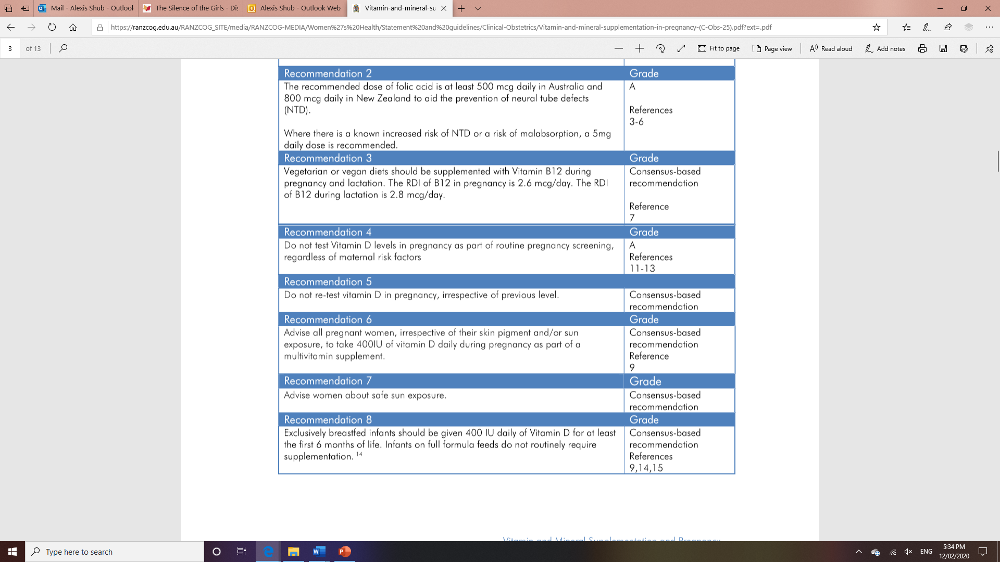 Mail - Alexis Shub - Outlook
The Silence of the Girls - Dis
Alexis Shub - Outlook Web
Vitamin-and-mineral-su
https://ranzcog.edu.au/RANZCOG_SITE/media/RANZCOG-MEDIA/Women%27s%20Health/Statement%20and%20guidelines/Clinical-Obstetrics/Vitamin-and-mineral-supplementation-in-pregnancy-(C-Obs-25).pdf?ext=.pdf
3 of 13
Fit to page
Page view
Read aloud
Add notes
Recommendation 2 Grade
The recommended dose of folic acid is at least 500 mcg daily in Australia and A
800 mcg daily in New Zealand to aid the prevention of neural tube defects
(NTD). References
3-6
Where there is a known increased risk of NTD or a risk of malabsorption, a 5mg
daily dose is recommended.
Recommendation 3 Grade
Vegetarian or vegan diets should be supplemented with Vitamin B12 during Consensus-based
pregnancy and lactation. The RDI of B12 in pregnancy is 2.6 mcg/day. The RDI recommendation
of B12 during lactation is 2.8 mcg/day.
Reference
7
Recommendation 4 Grade
Do not test Vitamin D levels in pregnancy as part of routine pregnancy screening, A
regardless of maternal risk factors References
11-13
Recommendation 5
Do not re-test vitamin D in pregnancy, irrespective of previous level. Consensus-based
recommendation
Recommendation 6 Grade
Advise all pregnant women, irrespective of their skin pigment and/or sun Consensus-based
exposure, to take 400IU of vitamin D daily during pregnancy as part of a recommendation
multivitamin supplement. Reference
9
Recommendation 7 Grade
Advise women about safe sun exposure. Consensus-based
recommendation
Recommendation 8 Grade
Exclusively breastfed infants should be given 400 IU daily of Vitamin D for at least Consensus-based
the first 6 months of life. Infants on full formula feeds do not routinely require recommendation
supplementation. 14 References
9,14,15
Vitamin and Mineral Supplementation and Pregnancy
Type here to search
ENG
5:34 PM
12/02/2020